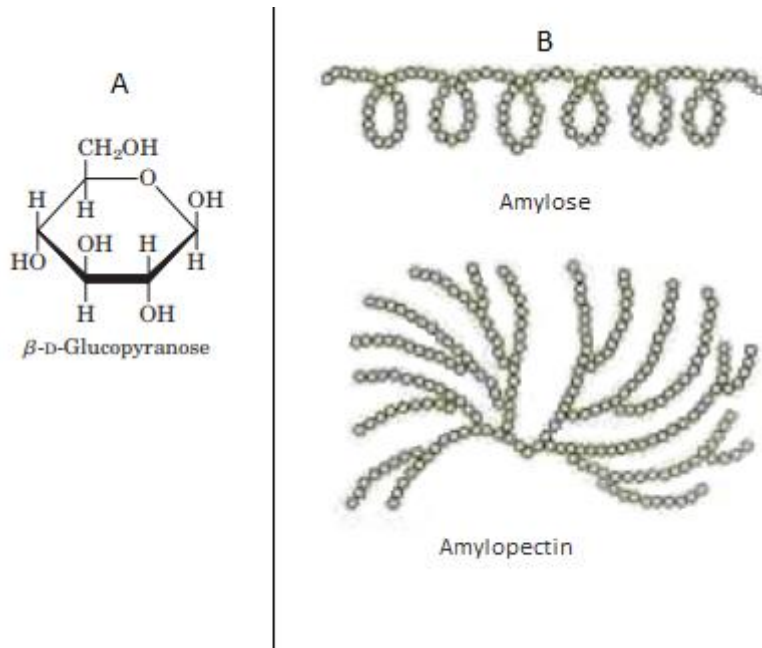 A
CH₂OH
O
H
OH
H
OH
H
HO
H
H
OH
β-D-Glucopyranose
B
Amylose
Amylopectin